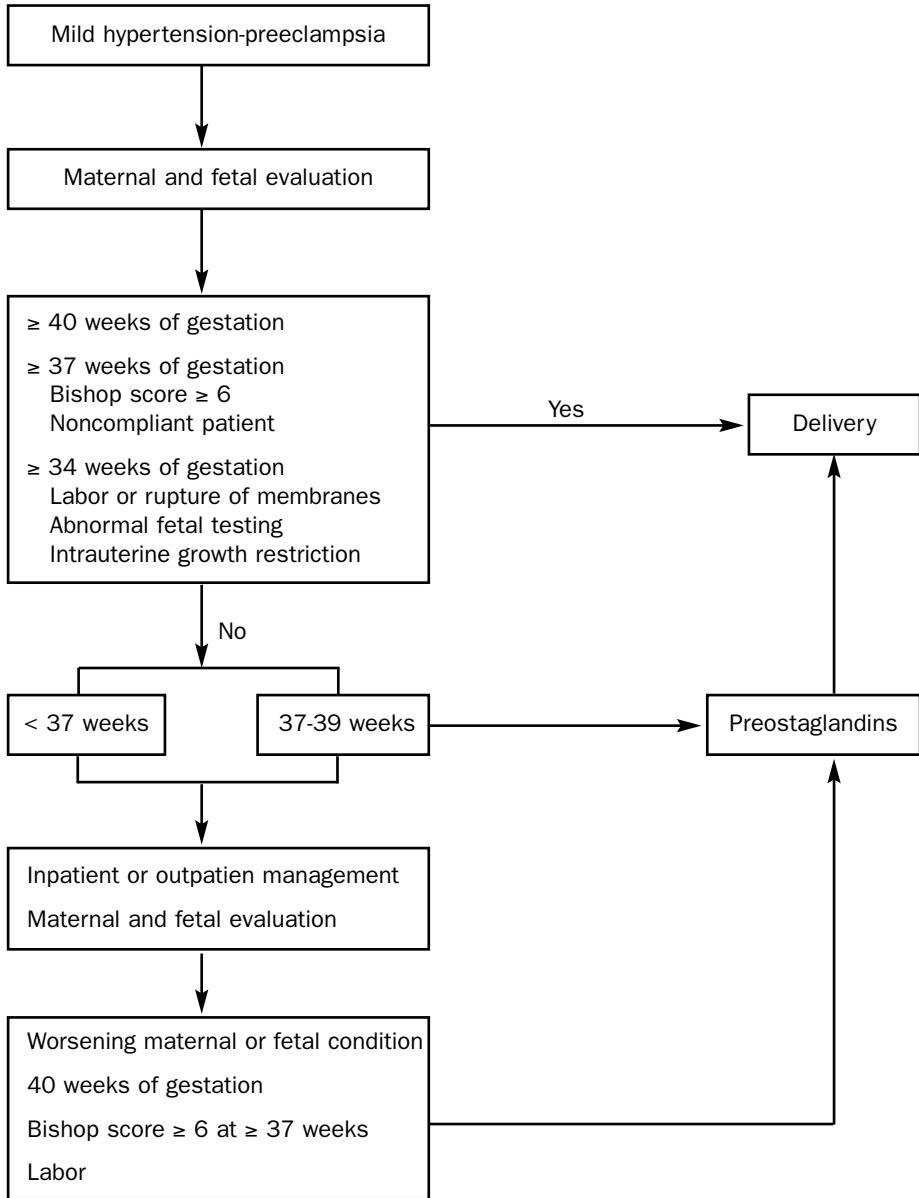 Mild hypertension-preeclampsia
Maternal and fetal evaluation
≥ 40 weeks of gestation
≥ 37 weeks of gestation
Bishop score ≥ 6
Noncompliant patient
≥ 34 weeks of gestation
Labor or rupture of membranes
Abnormal fetal testing
Intrauterine growth restriction
Yes
Delivery
No
< 37 weeks
37-39 weeks
Preostaglandins
Inpatient or outpatien management
Maternal and fetal evaluation
Worsening maternal or fetal condition
40 weeks of gestation
Bishop score ≥ 6 at ≥ 37 weeks
Labor